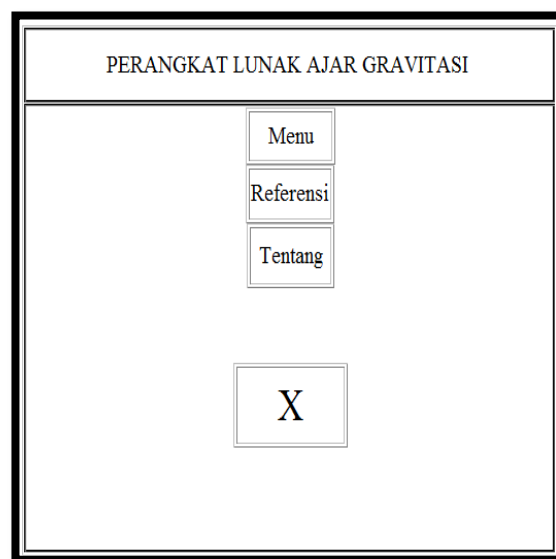 PERANGKAT LUNAK AJAR GRAVITASI
Menu
Referensi
Tentang
X